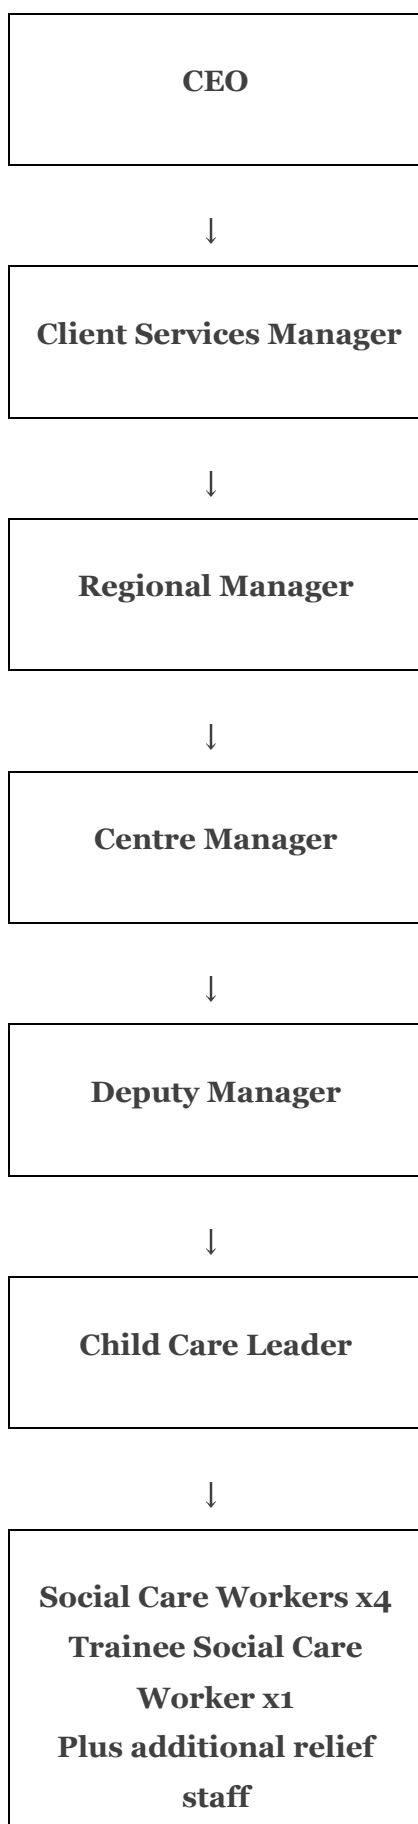 CEO
↓
Client Services Manager
↓
Regional Manager
↓
Centre Manager
↓
Deputy Manager
↓
Child Care Leader
↓
Social Care Workers x4
Trainee Social Care
Worker x1
Plus additional relief
staff